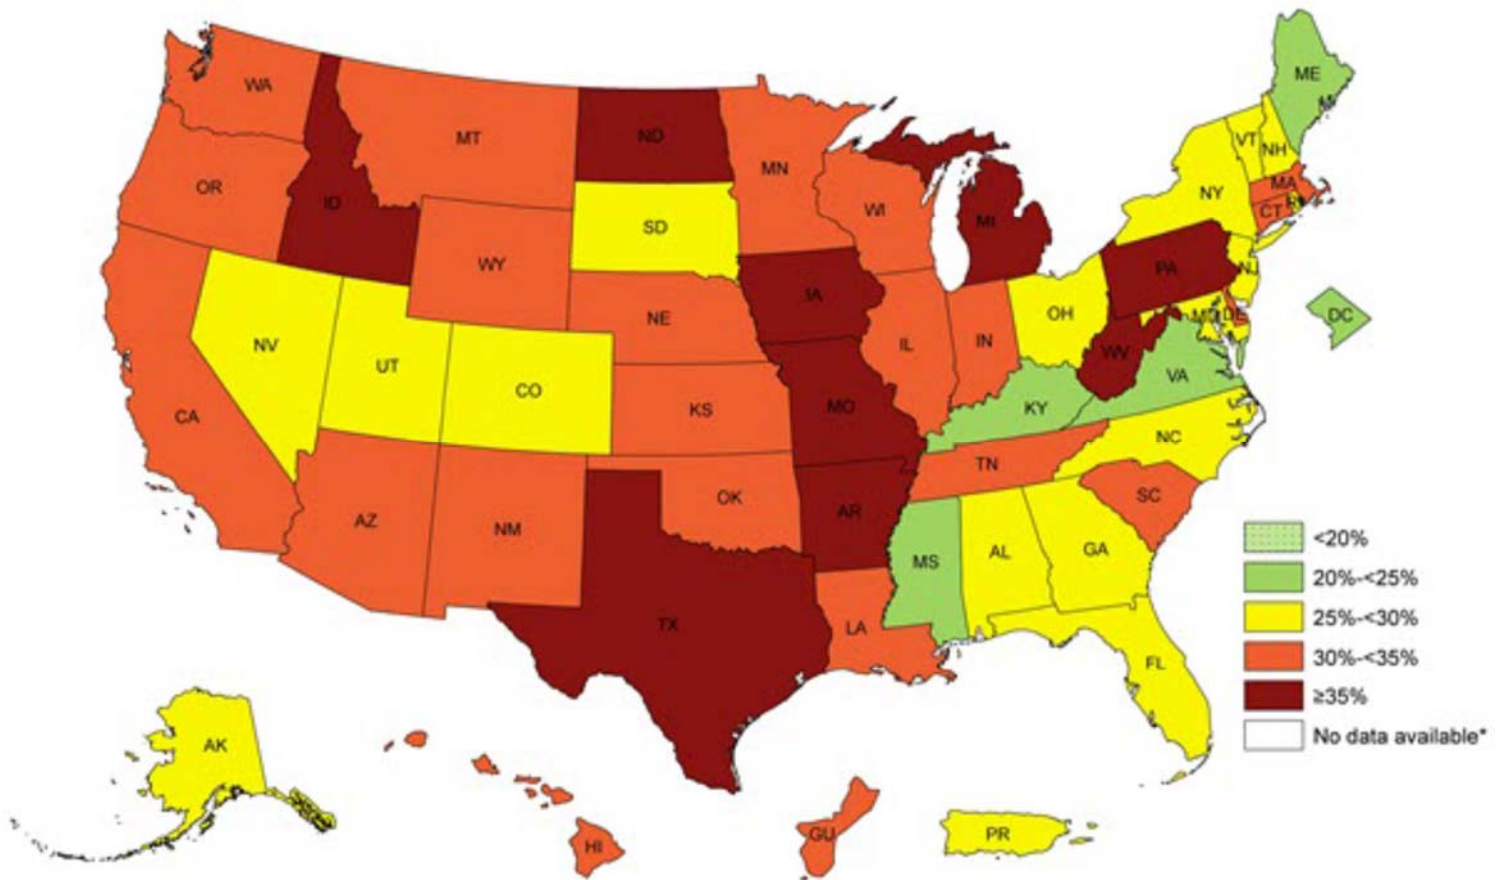 ME
WA
MT
ND
MN
VT
NH
OR
ID
WI
NY
MA
SD
MI
CT
RI
WY
PA
NJ
IA
NE
OH
MD
DE
DC
NV
IL
IN
UT
WV
CO
VA
KS
MO
KY
CA
NC
TN
OK
SC
AZ
NM
AR
<20%
MS
AL
GA
20%-<25%
25%-<30%
TX
LA
30%-<35%
FL
≥35%
No data available*
AK
HI
GU
PR